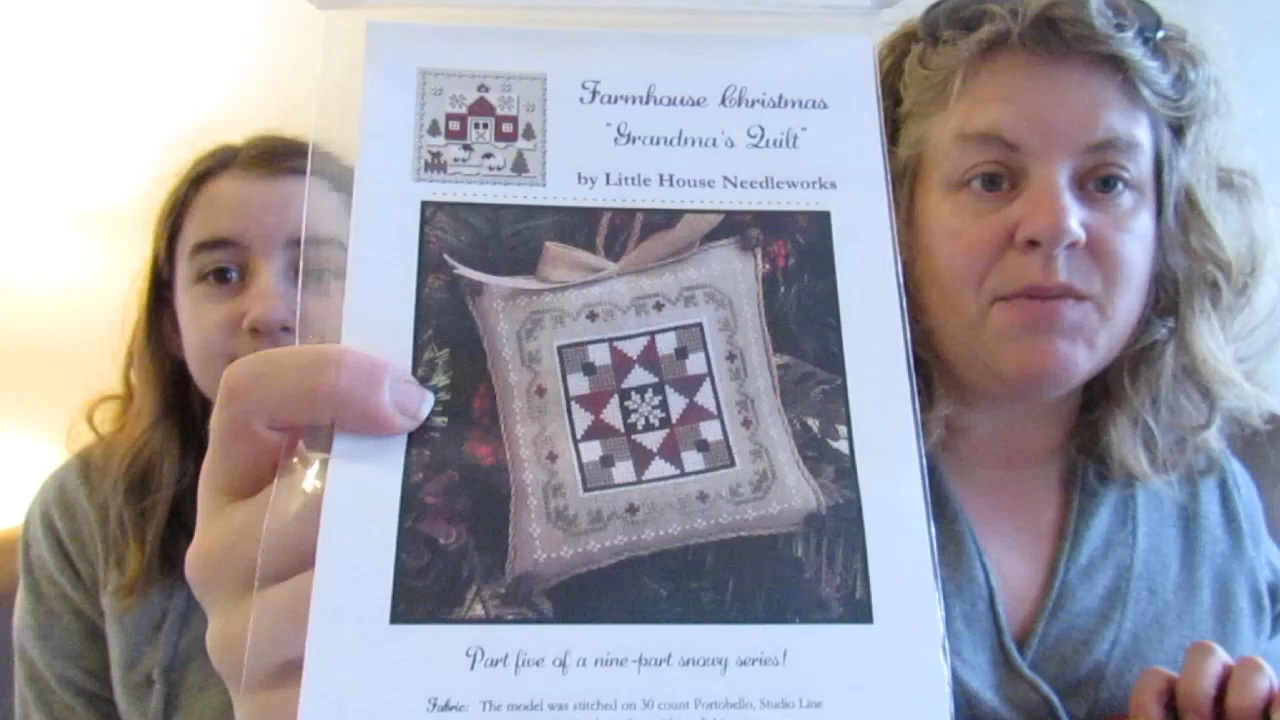 Farmhouse Christmas
"Grandma's Quilt"
by Little House Needleworks
Part five of a nine-part snowy series!
Fabric: The model was stitched on 30 count Portobello, Studio Line